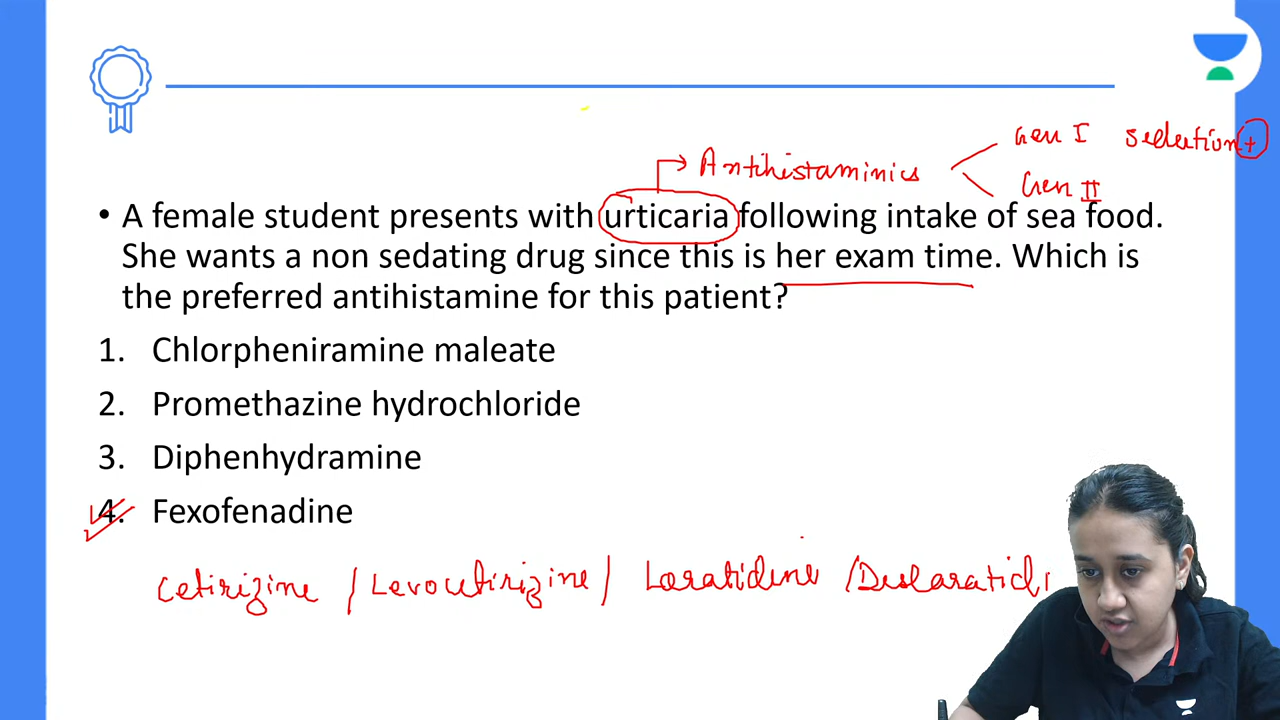 Gen I sedation +
Antihistaminics
Gen II
• A female student presents with urticaria following intake of sea food.
She wants a non sedating drug since this is her exam time. Which is
the preferred antihistamine for this patient?
1. Chlorpheniramine maleate
2. Promethazine hydrochloride
3. Diphenhydramine
4. Fexofenadine
Cetirizine / Levocetirizine / Loratidine / Desloratidi